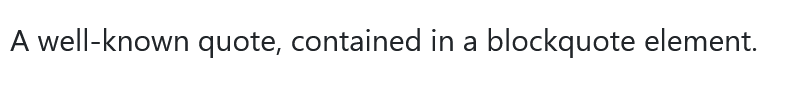 A well-known quote, contained in a blockquote element.